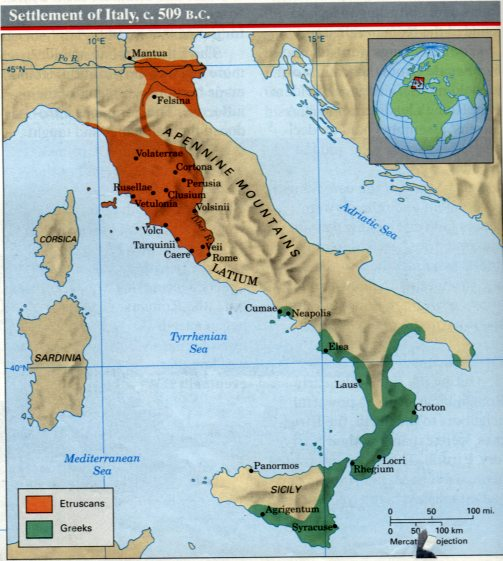 Settlement of Italy, c. 509 B.C.
10°E
15°E
45°N
Po R.
Mantua
Felsina
APENNINE MOUNTAINS
Volaterrae
Cortona
Perusia
Rusellae
Clusium
Vetulonia
Volsinii
Volci
Tarquinii
Veii
Caere
Rome
LATIUM
Adriatic Sea
CORSICA
Cumae
Neapolis
Tyrrhenian
Sea
Elea
SARDINIA
40°N
Laus
Croton
Mediterranean
Sea
Panormos
Locri
Rhegium
SICILY
Agrigentum
Syracuse
Etruscans
Greeks
0 50 100 mi.
0 50 100 km